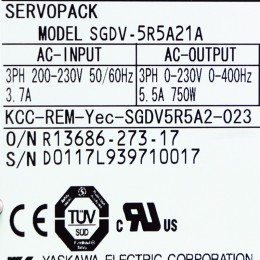 SERVOPACK
MODEL SGDV-5R5A21A
AC-INPUT AC-OUTPUT
3PH 200-230V 50/60Hz 3PH 0-230V 0-400Hz
3.7A 5.5A 750W
KCC-REM-Yec-SGDV5R5A2-023
O/N R13686-273-17
S/N D0117L939710017
TÜV
SÜD
c UL US
YASKAWA ELECTRIC CORPORATION